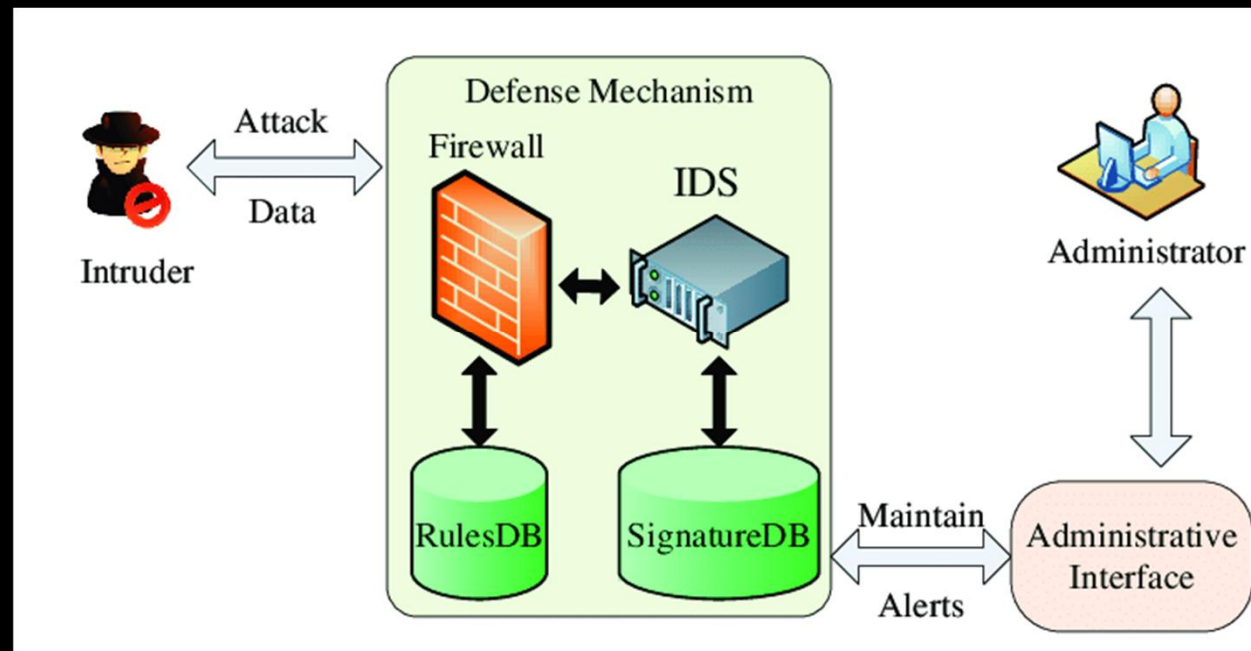 Defense Mechanism
Attack
Data
Intruder
Firewall
IDS
RulesDB
SignatureDB
Administrator
Maintain
Alerts
Administrative
Interface